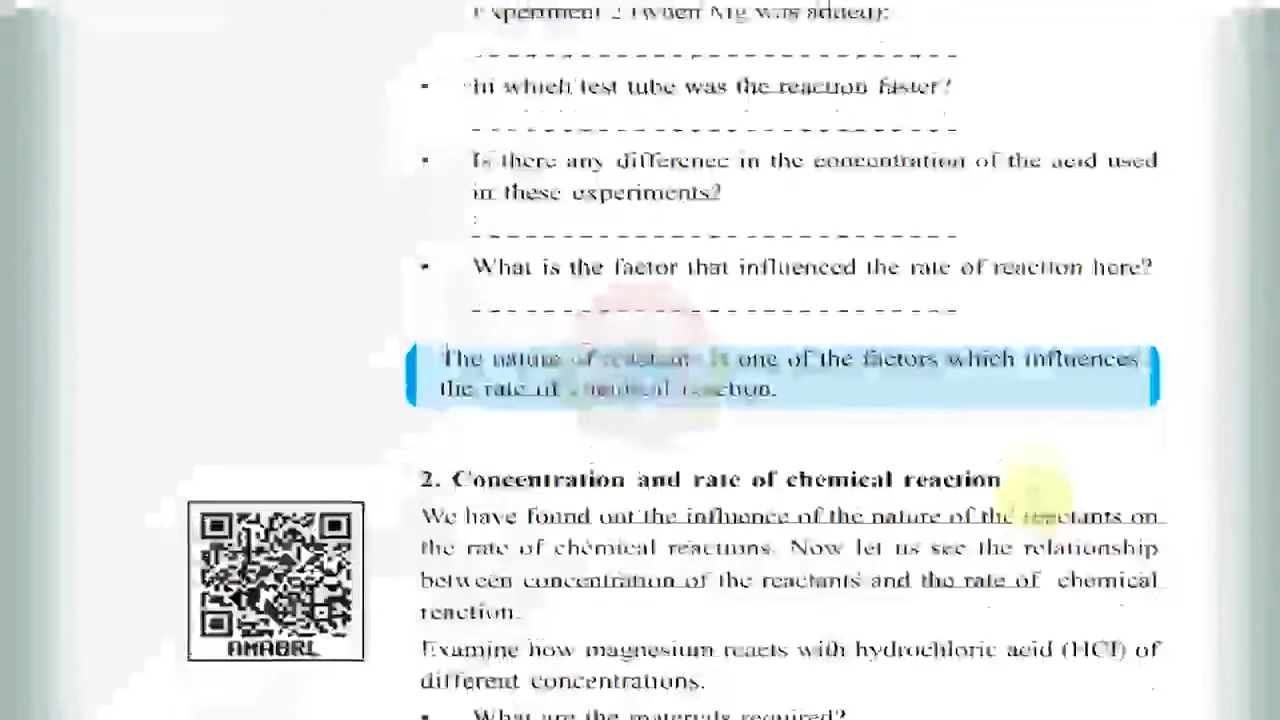 Experiment 2 (when Mg was added):
In which test tube was the reaction faster?
Is there any difference in the concentration of the acid used
in these experiments?
What is the factor that influenced the rate of reaction here?
The nature of reactants is one of the factors which influences
the rate of chemical reaction.
2. Concentration and rate of chemical reaction
We have found out the influence of the nature of the reactants on
the rate of chemical reactions. Now let us see the relationship
between concentration of the reactants and the rate of chemical
reaction.
Examine how magnesium reacts with hydrochloric acid (HCl) of
different concentrations.
What are the materials required?
AMABRL